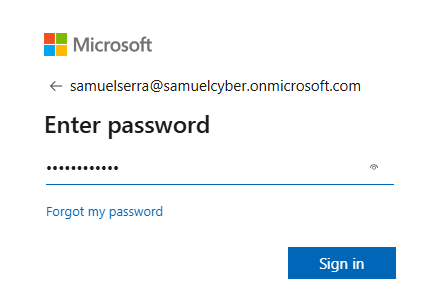 Microsoft
samuelserra@samuelcyber.onmicrosoft.com
Enter password
••••••••••••
Forgot my password
Sign in